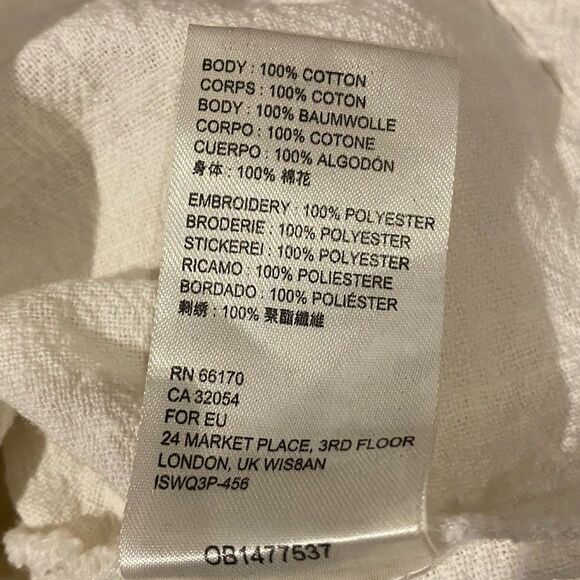 BODY : 100% COTTON
CORPS : 100% COTON
BODY : 100% BAUMWOLLE
CORPO : 100% COTONE
CUERPO : 100% ALGODÓN
身体 : 100% 棉花
EMBROIDERY : 100% POLYESTER
BRODERIE : 100% POLYESTER
STICKEREI : 100% POLYESTER
RICAMO : 100% POLIESTERE
BORDADO : 100% POLIÉSTER
刺绣 : 100% 聚酯纖維
RN 66170
CA 32054
FOR EU
24 MARKET PLACE, 3RD FLOOR
LONDON, UK WIS8AN
ISWQ3P-456
OB1477537